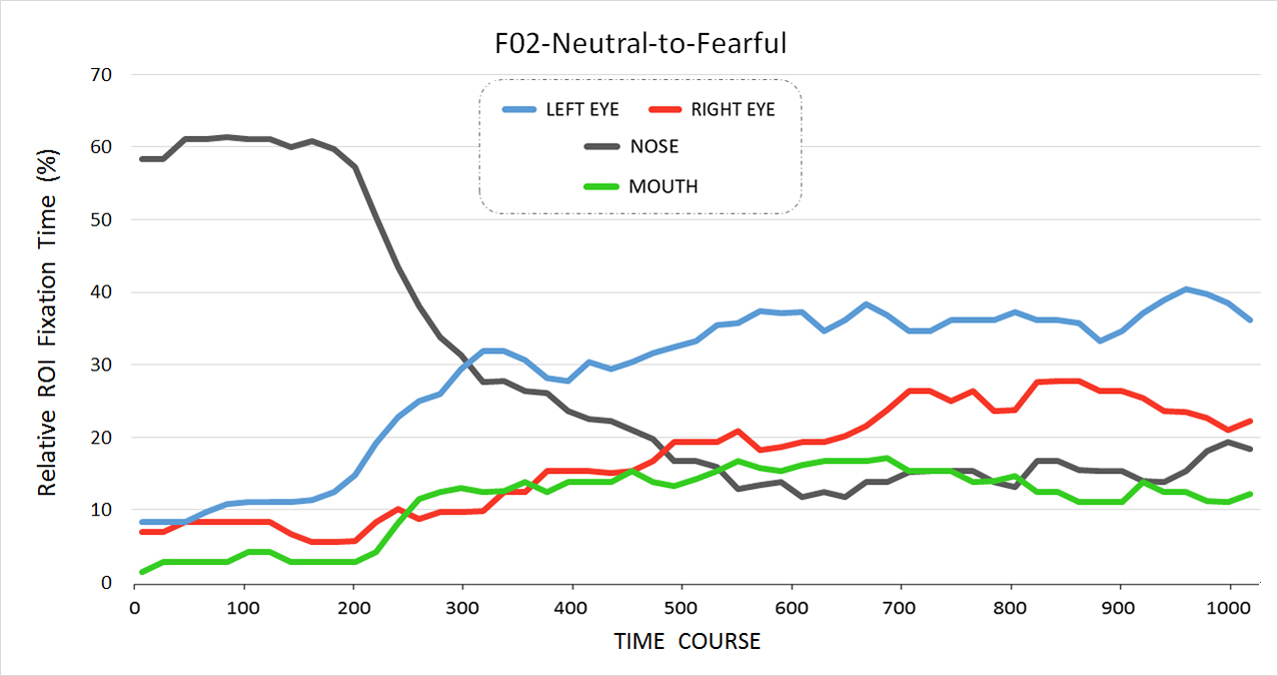 F02-Neutral-to-Fearful
LEFT EYE RIGHT EYE
NOSE
MOUTH
Relative ROI Fixation Time (%)
70
60
50
40
30
20
10
0
0 100 200 300 400 500 600 700 800 900 1000
TIME COURSE